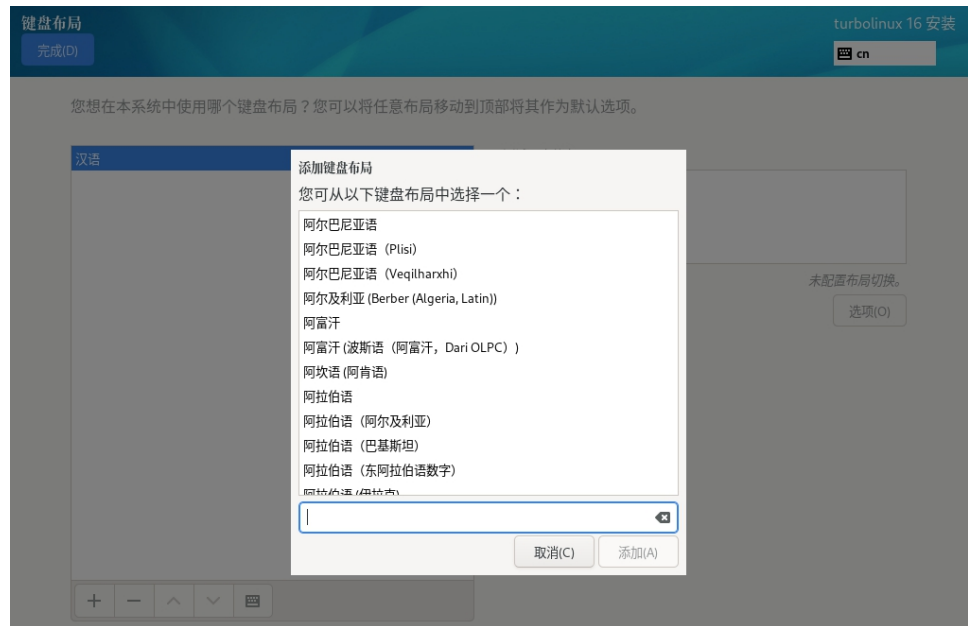 键盘布局
turbolinux 16 安装
完成(D)
cn
您想在本系统中使用哪个键盘布局？您可以将任意布局移动到顶部将其作为默认选项。
汉语
添加键盘布局
您可从以下键盘布局中选择一个：
阿尔巴尼亚语
阿尔巴尼亚语（Plisi）
阿尔巴尼亚语（Veqilharxhi）
阿尔及利亚 (Berber (Algeria, Latin))
阿富汗
阿富汗 (波斯语（阿富汗，Dari OLPC）)
阿坎语 (阿肯语)
阿拉伯语
阿拉伯语（阿尔及利亚）
阿拉伯语（巴基斯坦）
阿拉伯语（东阿拉伯语数字）
阿拉伯语 (伊拉克)
未配置布局切换。
选项(O)
取消(C)
添加(A)